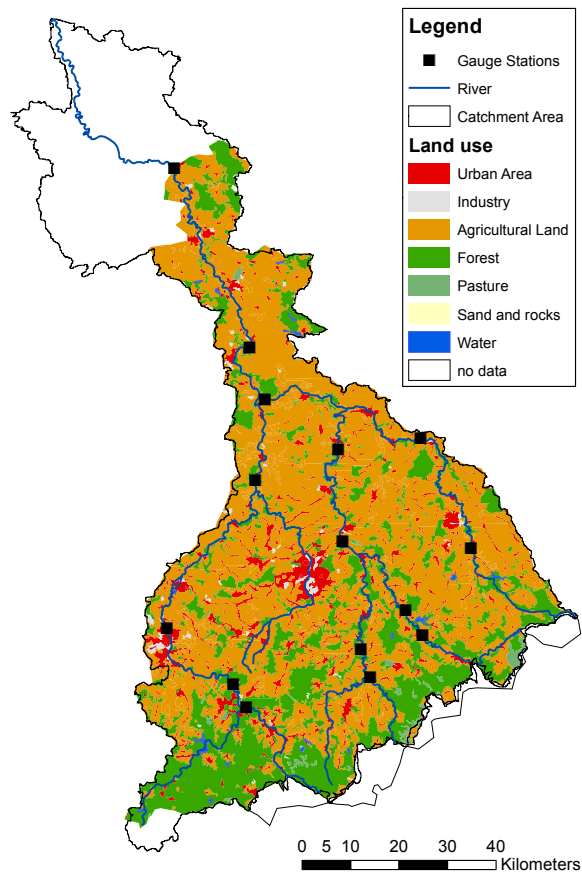 Legend
Gauge Stations
River
Catchment Area
Land use
Urban Area
Industry
Agricultural Land
Forest
Pasture
Sand and rocks
Water
no data
0 5 10 20 30 40
Kilometers